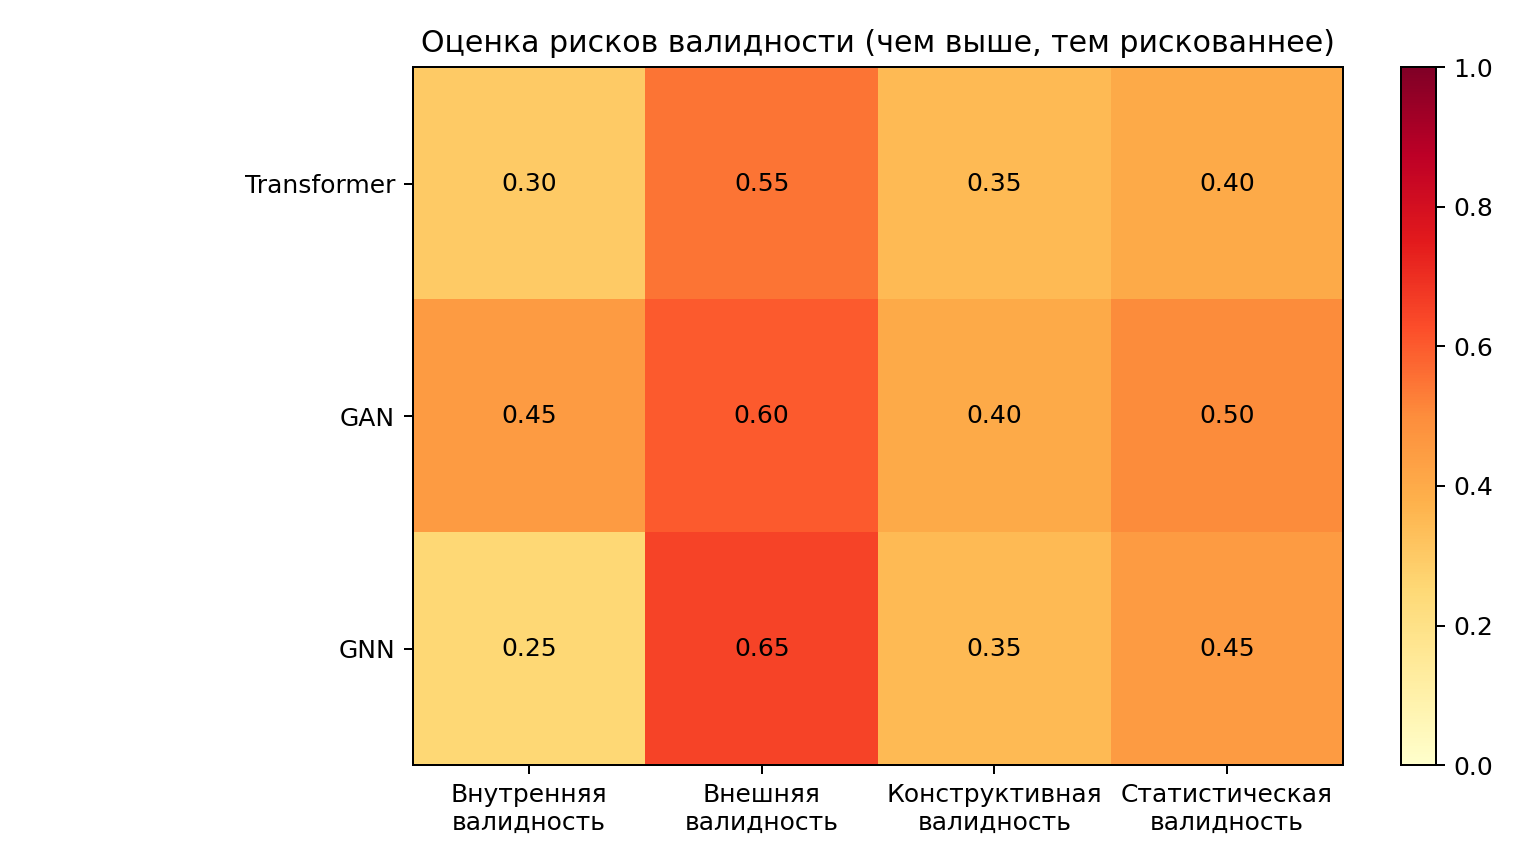 Оценка рисков валидности (чем выше, тем рискованнее)
1.0
Transformer 0.30 0.55 0.35 0.40
0.8
0.6
GAN 0.45 0.60 0.40 0.50
0.4
GNN 0.25 0.65 0.35 0.45
0.2
0.0
Внутренняя Внешняя Конструктивная Статистическая
валидность валидность валидность валидность